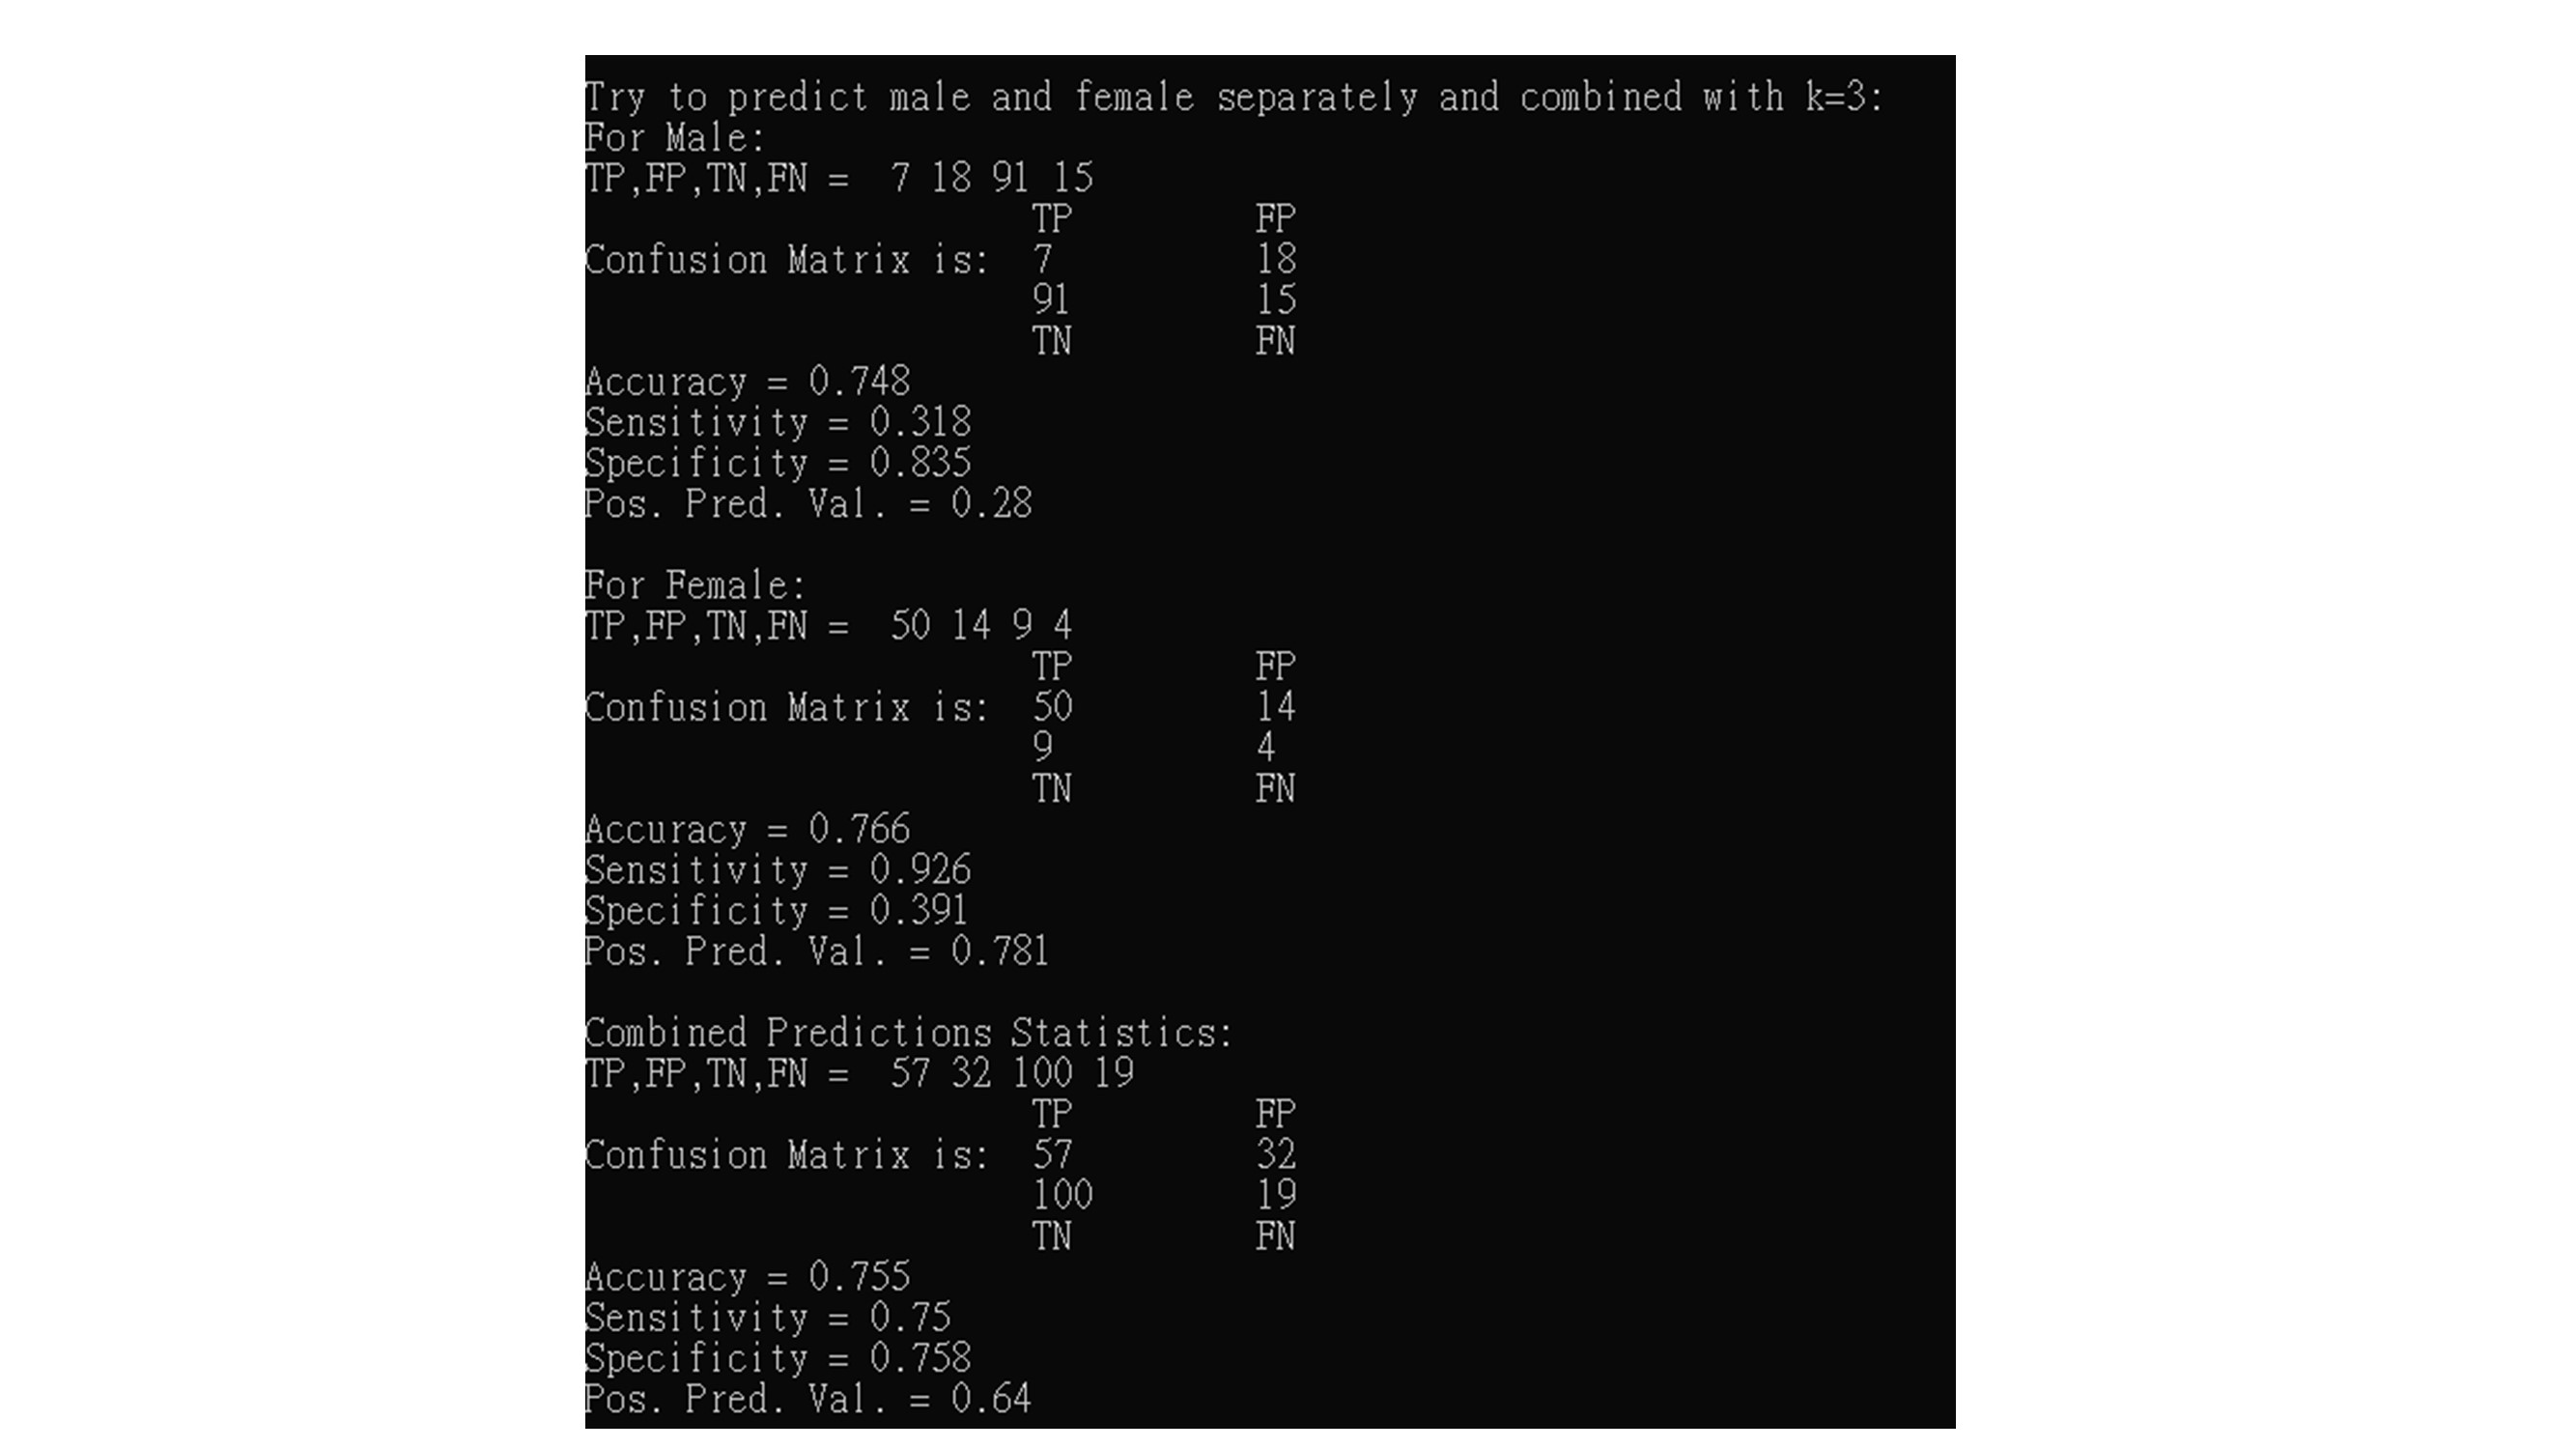 Try to predict male and female separately and combined with k=3:
For Male:
TP,FP,TN,FN =  7 18 91 15
TP FP
Confusion Matrix is: 7 18
91 15
TN FN
Accuracy = 0.748
Sensitivity = 0.318
Specificity = 0.835
Pos. Pred. Val. = 0.28
For Female:
TP,FP,TN,FN =  50 14 9 4
TP FP
Confusion Matrix is: 50 14
9 4
TN FN
Accuracy = 0.766
Sensitivity = 0.926
Specificity = 0.391
Pos. Pred. Val. = 0.781
Combined Predictions Statistics:
TP,FP,TN,FN =  57 32 100 19
TP FP
Confusion Matrix is: 57 32
100 19
TN FN
Accuracy = 0.755
Sensitivity = 0.75
Specificity = 0.758
Pos. Pred. Val. = 0.64